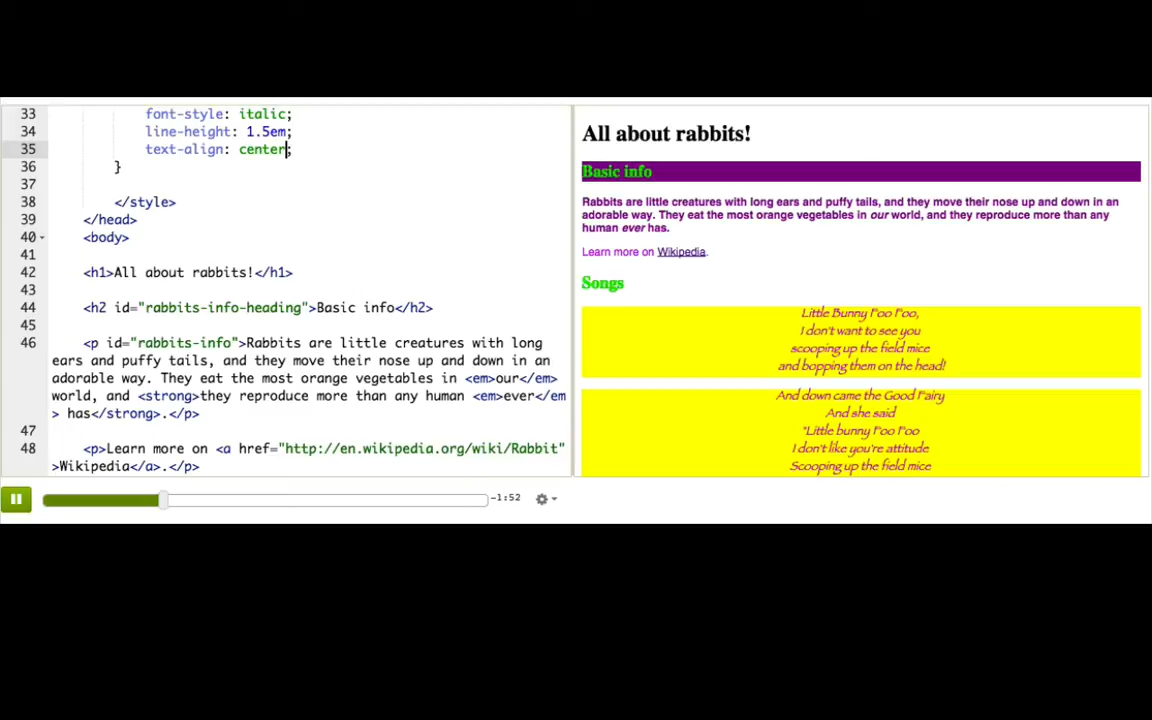 33 font-style: italic;
34 line-height: 1.5em;
35 text-align: center;
36 }
37
38 </style>
39 </head>
40 <body>
41
42 <h1>All about rabbits!</h1>
43
44 <h2 id="rabbits-info-heading">Basic info</h2>
45
46 <p id="rabbits-info">Rabbits are little creatures with long
ears and puffy tails, and they move their nose up and down in an
adorable way. They eat the most orange vegetables in <em>our</em>
world, and <strong>they reproduce more than any human <em>ever</em
> has</strong>.</p>
47
48 <p>Learn more on <a href="http://en.wikipedia.org/wiki/Rabbit"
>Wikipedia</a>.</p>
-1:52
All about rabbits!
Basic info
Rabbits are little creatures with long ears and puffy tails, and they move their nose up and down in an
adorable way. They eat the most orange vegetables in our world, and they reproduce more than any
human ever has.
Learn more on Wikipedia.
Songs
Little Bunny Foo Foo,
I don't want to see you
scooping up the field mice
and bopping them on the head!
And down came the Good Fairy
And she said
"Little bunny Foo Foo
I don't like you're attitude
Scooping up the field mice